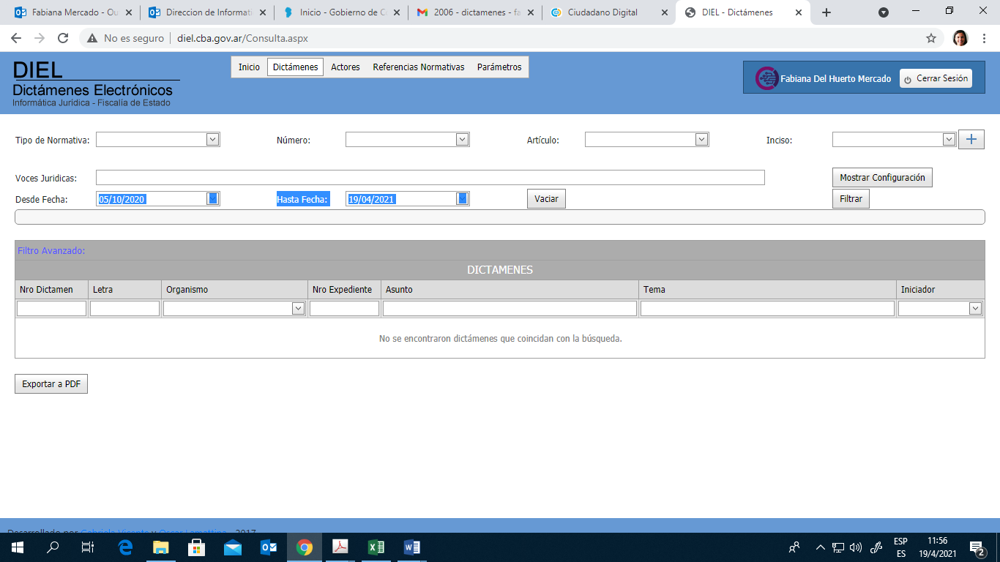 Fabiana Mercado - Ou
Direccion de Informati
Inicio - Gobierno de C
2006 - dictamenes - fa
Ciudadano Digital
DIEL - Dictámenes
No es seguro | diel.cba.gov.ar/Consulta.aspx
DIEL
Dictámenes Electrónicos
Informática Jurídica - Fiscalía de Estado
Inicio Dictámenes Actores Referencias Normativas Parámetros
Fabiana Del Huerto Mercado Cerrar Sesión
Tipo de Normativa: Número: Artículo: Inciso:
Voces Juridicas: Mostrar Configuración
Desde Fecha: 05/10/2020 Hasta Fecha: 19/04/2021 Vaciar Filtrar
Filtro Avanzado:
DICTAMENES
Nro Dictamen Letra Organismo Nro Expediente Asunto Tema Iniciador
No se encontraron dictámenes que coincidan con la búsqueda.
Exportar a PDF
Desarrollado por Gabriela Vicente y Oscar Lamattina - 2017
ESP 11:56
ES 19/4/2021 2